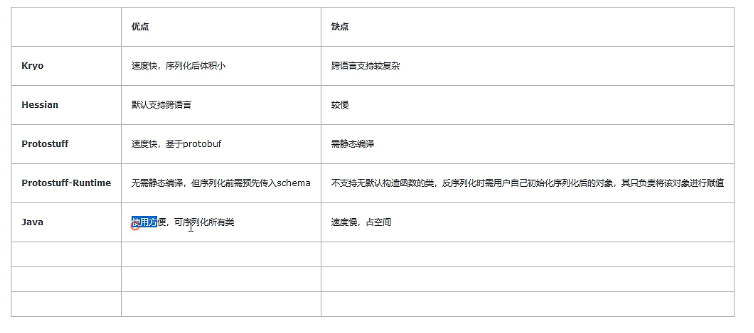 优点 缺点
Kryo 速度快，序列化后体积小 跨语言支持较复杂
Hessian 默认支持跨语言 较慢
Protostuff 速度快，基于protobuf 需静态编译
Protostuff-Runtime 无需静态编译，但序列化前需预先传入schema 不支持无默认构造函数的类，反序列化时需用户自己初始化序列化后的对象，其只负责将该对象进行赋值
Java 使用方便，可序列化所有类 速度慢，占空间